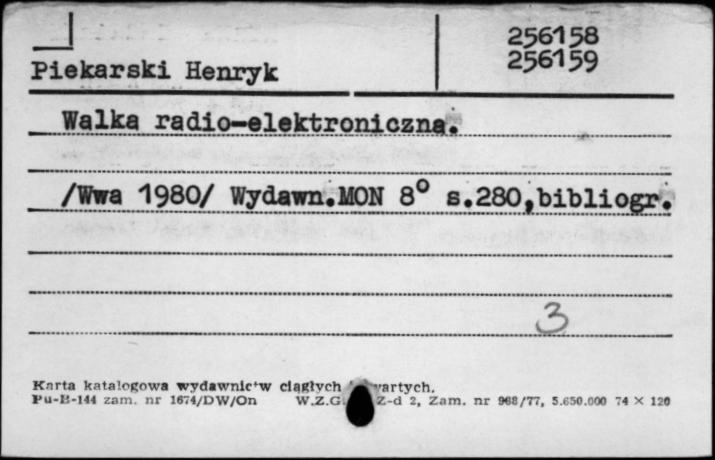 256158
Piekarski Henryk 256159
Walka radio-elektroniczna.
/Wwa 1980/ Wydawn.MON 8° s.280,bibliogr.
3
Karta katalogowa wydawnictw ciągłych
Pu-B-144 zam. nr 1674/DW/On W.Z.G. Z-d 2, Zam. nr 968/77, 5.650.000 74 × 120